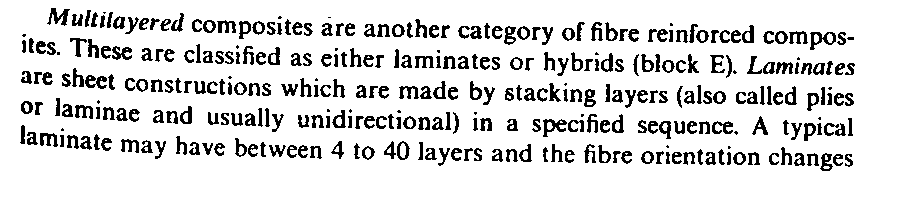 Multilayered composites are another category of fibre reinforced compos-
ites. These are classified as either laminates or hybrids (block E). Laminates
are sheet constructions which are made by stacking layers (also called plies
or laminae and usually unidirectional) in a specified sequence. A typical
laminate may have between 4 to 40 layers and the fibre orientation changes